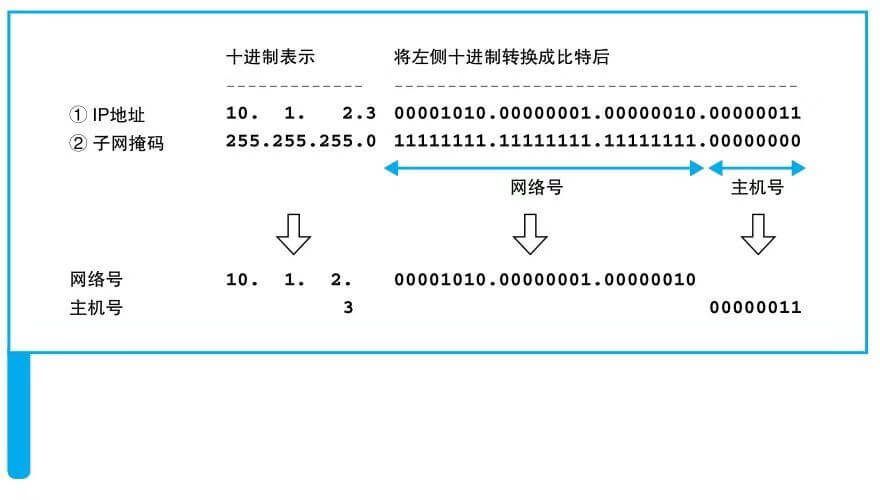 十进制表示 将左侧十进制转换成比特后
① IP地址 10. 1. 2.3 00001010.00000001.00000010.00000011
② 子网掩码 255.255.255.0 11111111.11111111.11111111.00000000
网络号 主机号
网络号 10. 1. 2. 00001010.00000001.00000010
主机号 3 00000011